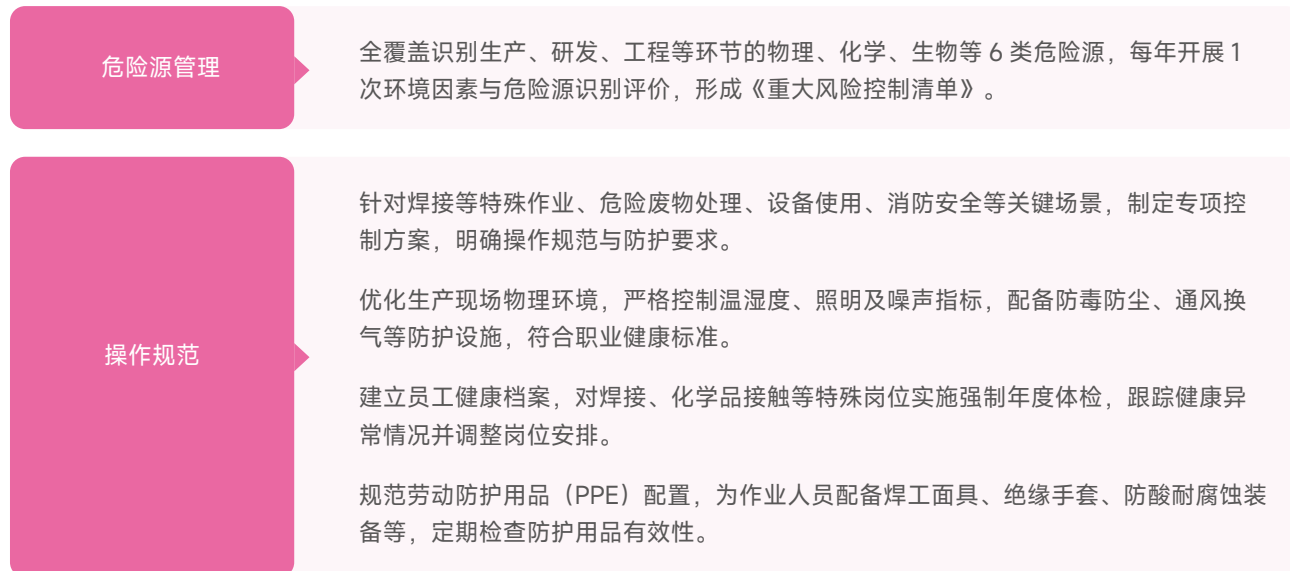 危险源管理
全覆盖识别生产、研发、工程等环节的物理、化学、生物等 6 类危险源，每年开展 1
次环境因素与危险源识别评价，形成《重大风险控制清单》。
操作规范
针对焊接等特殊作业、危险废物处理、设备使用、消防安全等关键场景，制定专项控
制方案，明确操作规范与防护要求。
优化生产现场物理环境，严格控制温湿度、照明及噪声指标，配备防毒防尘、通风换
气等防护设施，符合职业健康标准。
建立员工健康档案，对焊接、化学品接触等特殊岗位实施强制年度体检，跟踪健康异
常情况并调整岗位安排。
规范劳动防护用品（PPE）配置，为作业人员配备焊工面具、绝缘手套、防酸耐腐蚀装
备等，定期检查防护用品有效性。